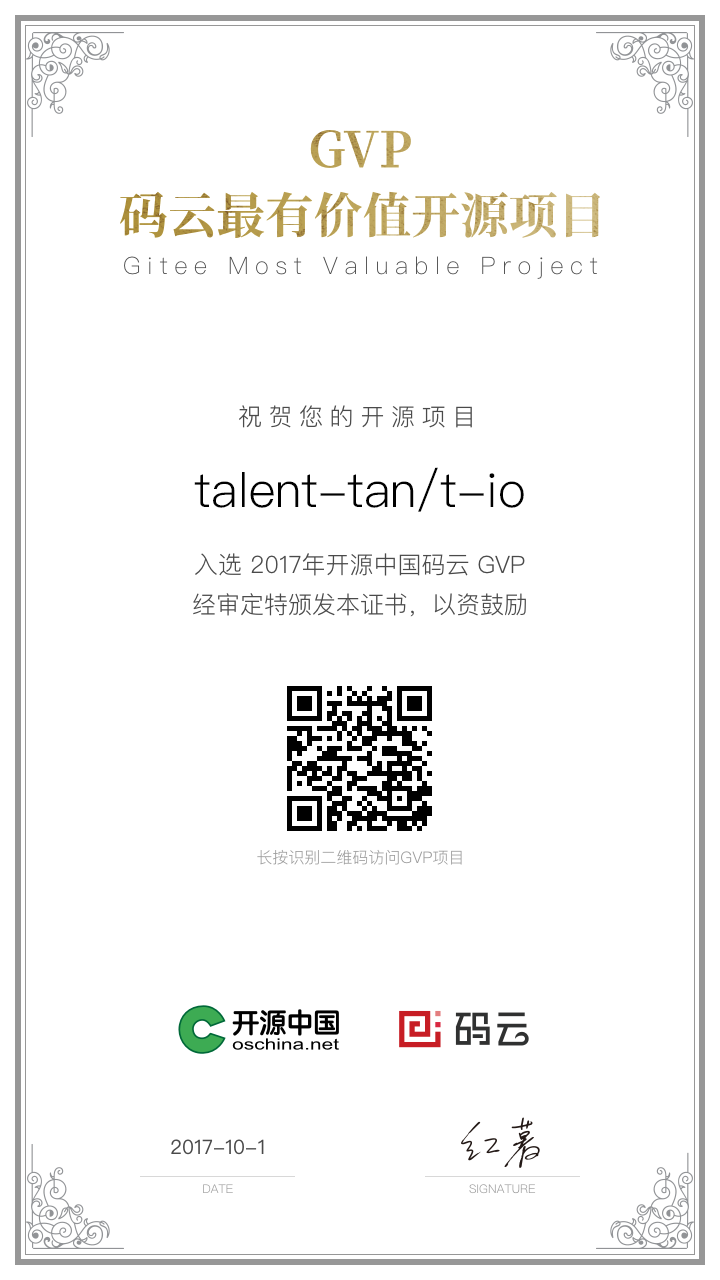 GVP
码云最有价值开源项目
Gitee Most Valuable Project
祝贺您的开源项目
talent-tan/t-io
入选 2017年开源中国码云 GVP
经审定特颁发本证书，以资鼓励
长按识别二维码访问GVP项目
开源中国
oschina.net
码云
2017-10-1
红薯
DATE
SIGNATURE